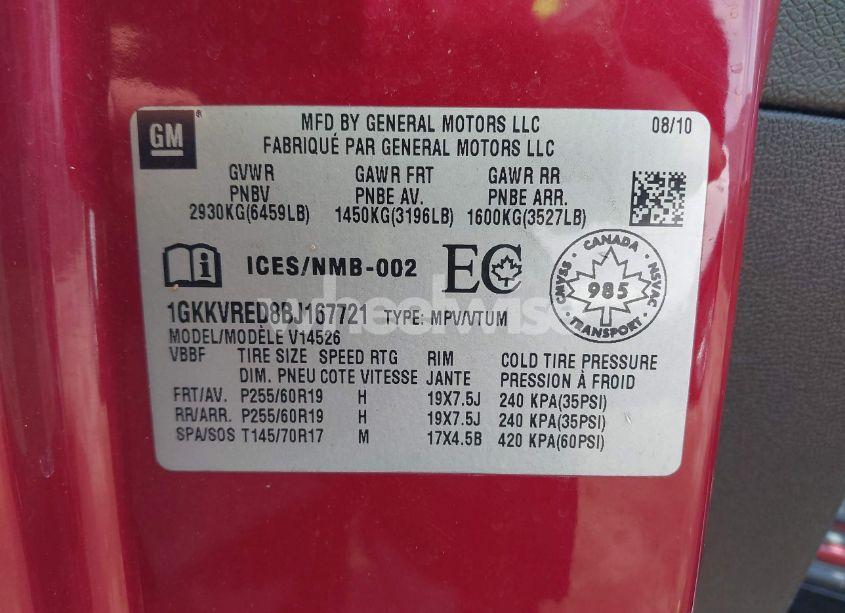 GM
MFD BY GENERAL MOTORS LLC 08/10
FABRIQUÉ PAR GENERAL MOTORS LLC
GVWR GAWR FRT GAWR RR
PNBV PNBE AV. PNBE ARR.
2930KG(6459LB) 1450KG(3196LB) 1600KG(3527LB)
ICES/NMB-002 EC
CANADA
CMVSS 985 NSVAC
TRANSPORT
1GKKVRED8BJ167721 TYPE: MPV/VTUM
MODEL/MODÈLE V14526
VBBF TIRE SIZE SPEED RTG RIM COLD TIRE PRESSURE
DIM. PNEU COTE VITESSE JANTE PRESSION À FROID
FRT/AV. P255/60R19 H 19X7.5J 240 KPA(35PSI)
RR/ARR. P255/60R19 H 19X7.5J 240 KPA(35PSI)
SPA/SOS T145/70R17 M 17X4.5B 420 KPA(60PSI)